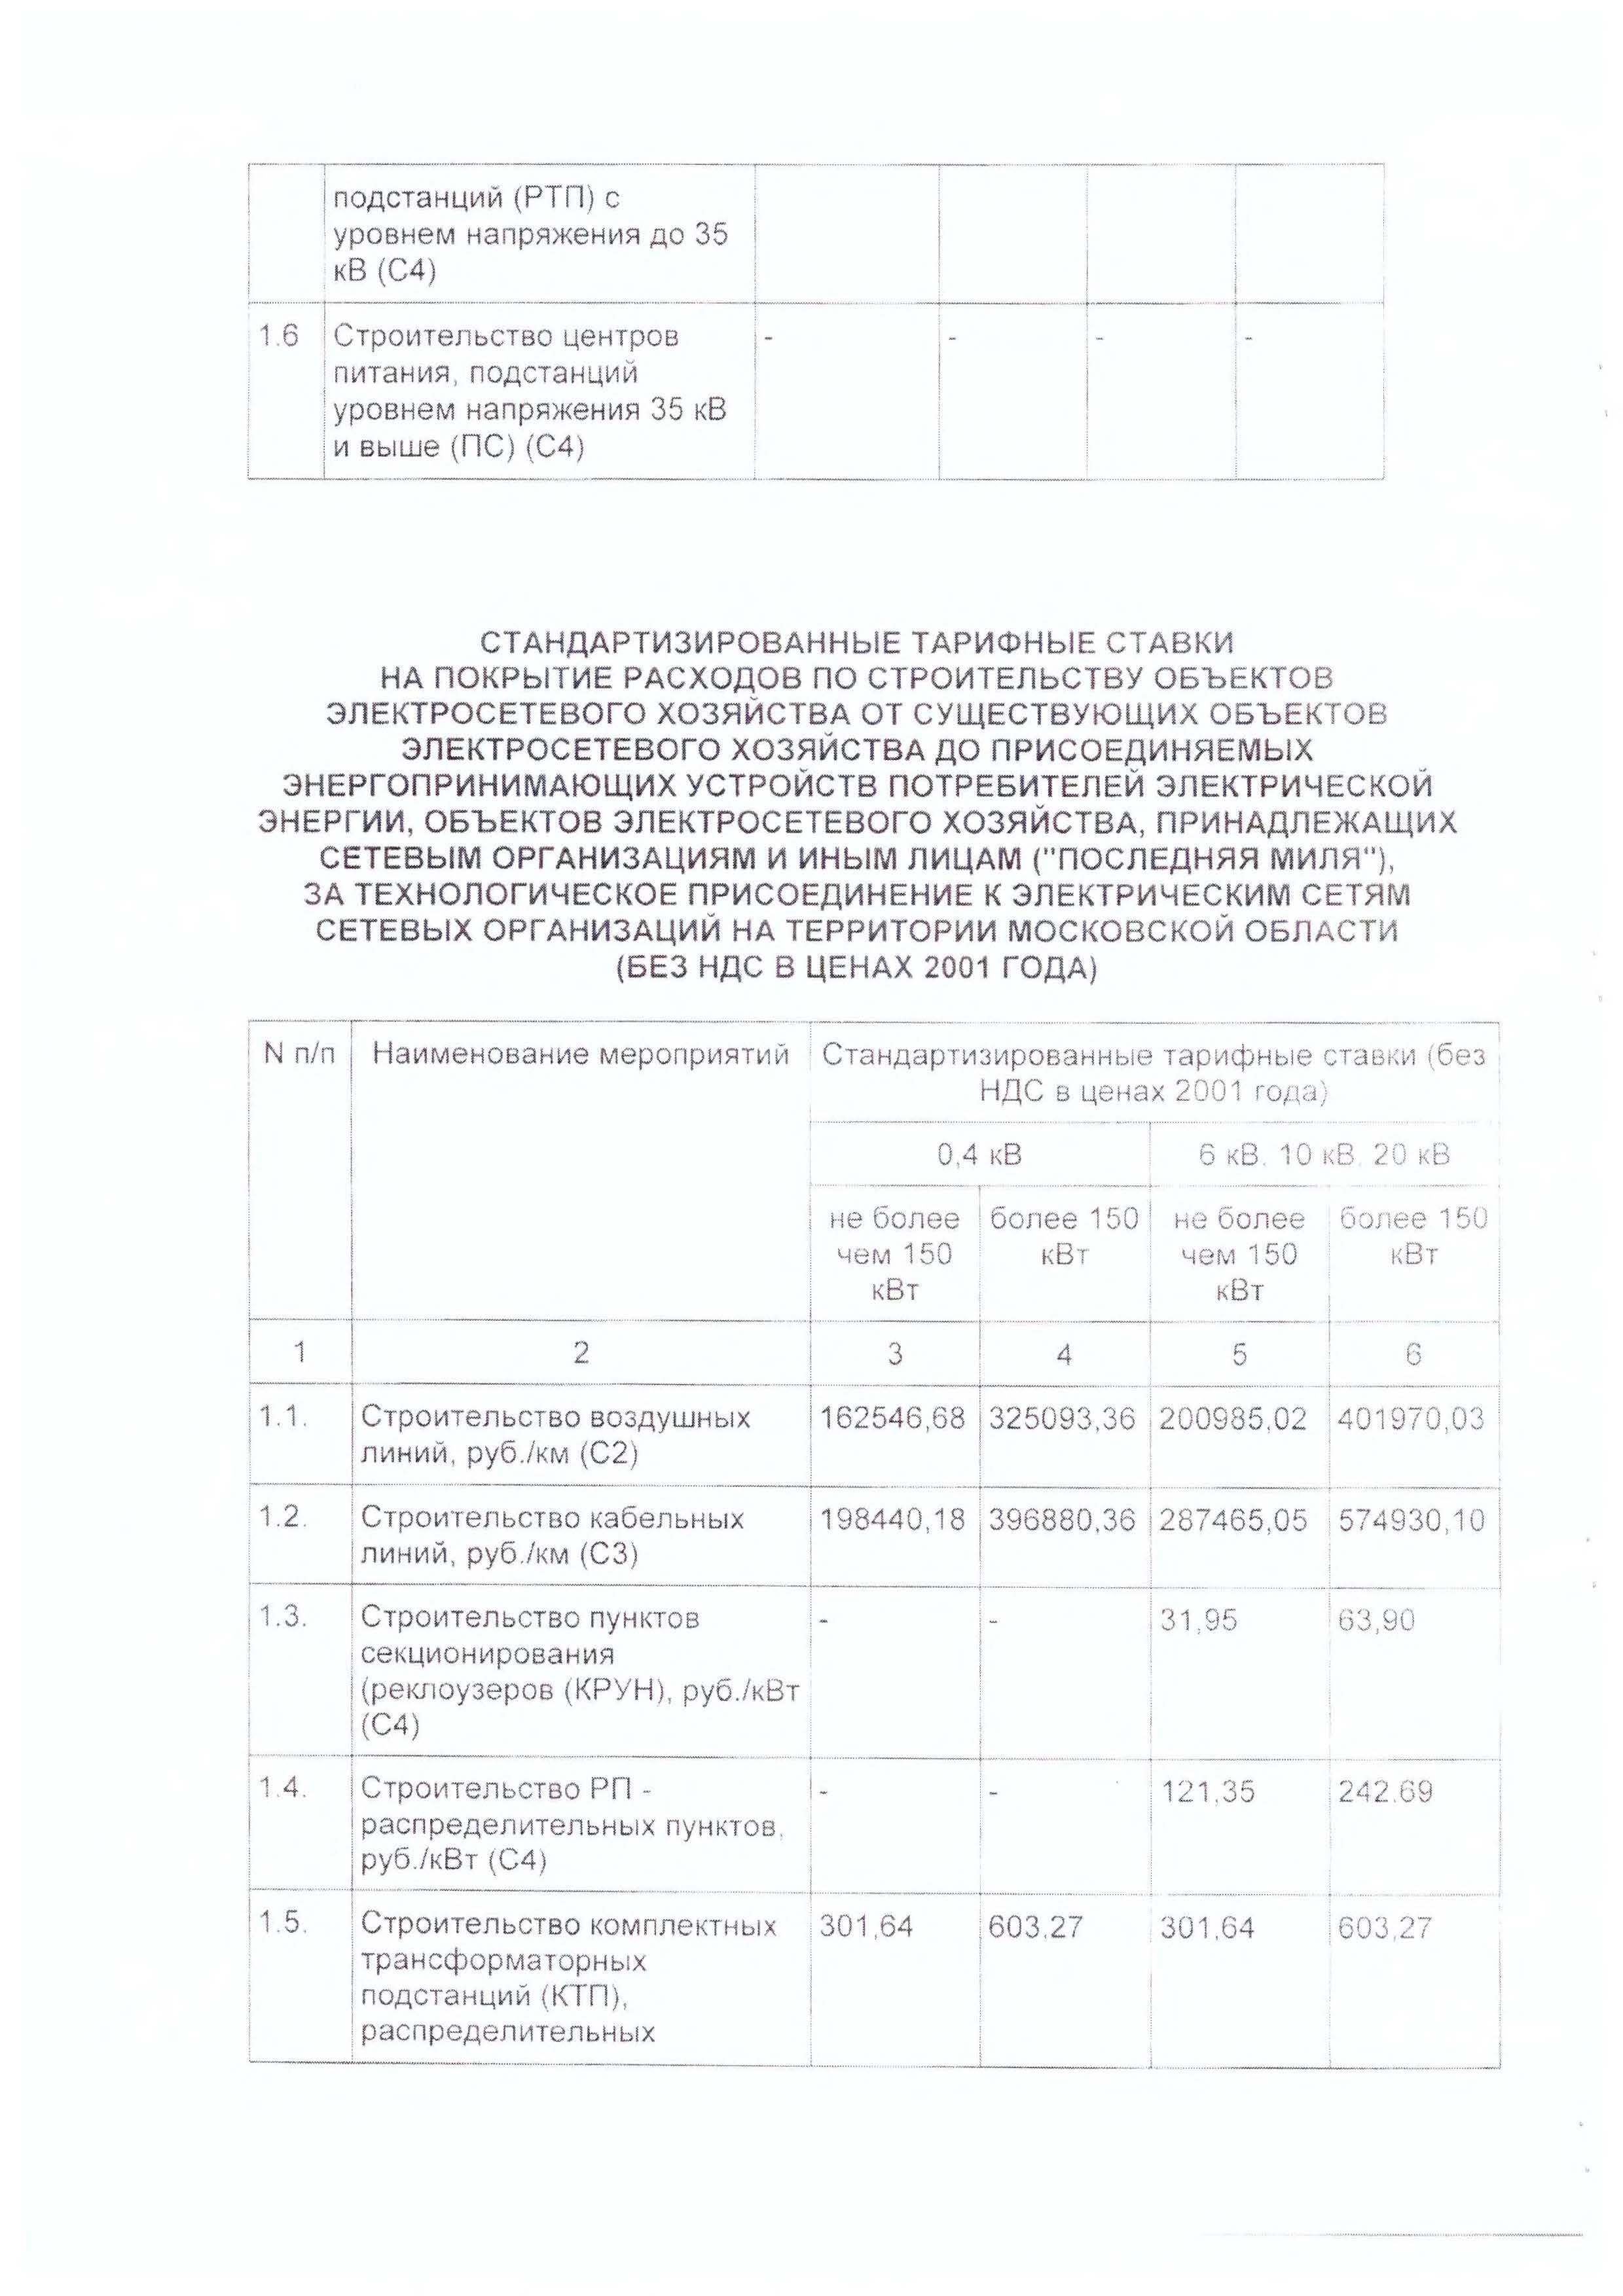 подстанций (РТП) с
уровнем напряжения до 35
кВ (С4)
1.6 Строительство центров - - - -
питания, подстанций
уровнем напряжения 35 кВ
и выше (ПС) (С4)
СТАНДАРТИЗИРОВАННЫЕ ТАРИФНЫЕ СТАВКИ
НА ПОКРЫТИЕ РАСХОДОВ ПО СТРОИТЕЛЬСТВУ ОБЪЕКТОВ
ЭЛЕКТРОСЕТЕВОГО ХОЗЯЙСТВА ОТ СУЩЕСТВУЮЩИХ ОБЪЕКТОВ
ЭЛЕКТРОСЕТЕВОГО ХОЗЯЙСТВА ДО ПРИСОЕДИНЯЕМЫХ
ЭНЕРГОПРИНИМАЮЩИХ УСТРОЙСТВ ПОТРЕБИТЕЛЕЙ ЭЛЕКТРИЧЕСКОЙ
ЭНЕРГИИ, ОБЪЕКТОВ ЭЛЕКТРОСЕТЕВОГО ХОЗЯЙСТВА, ПРИНАДЛЕЖАЩИХ
СЕТЕВЫМ ОРГАНИЗАЦИЯМ И ИНЫМ ЛИЦАМ ("ПОСЛЕДНЯЯ МИЛЯ"),
ЗА ТЕХНОЛОГИЧЕСКОЕ ПРИСОЕДИНЕНИЕ К ЭЛЕКТРИЧЕСКИМ СЕТЯМ
СЕТЕВЫХ ОРГАНИЗАЦИЙ НА ТЕРРИТОРИИ МОСКОВСКОЙ ОБЛАСТИ
(БЕЗ НДС В ЦЕНАХ 2001 ГОДА)
N п/п Наименование мероприятий Стандартизированные тарифные ставки (без
НДС в ценах 2001 года)
0,4 кВ 6 кВ, 10 кВ, 20 кВ
не более более 150 не более более 150
чем 150 кВт чем 150 кВт
кВт кВт
1 2 3 4 5 6
1.1. Строительство воздушных 162546,68 325093,36 200985,02 401970,03
линий, руб./км (С2)
1.2. Строительство кабельных 198440,18 396880,36 287465,05 574930,10
линий, руб./км (С3)
1.3. Строительство пунктов - - 31,95 63,90
секционирования
(реклоузеров (КРУН), руб./кВт
(С4)
1.4. Строительство РП - - - 121,35 242,69
распределительных пунктов,
руб./кВт (С4)
1.5. Строительство комплектных 301,64 603,27 301,64 603,27
трансформаторных
подстанций (КТП),
распределительных